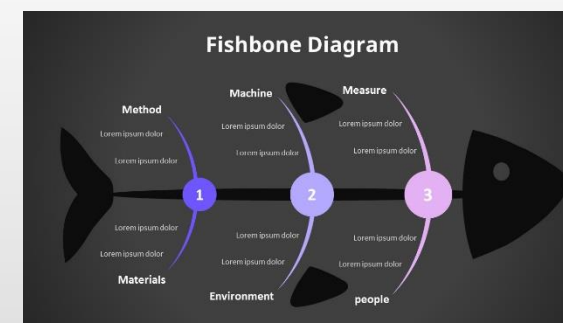 Fishbone Diagram
Machine
Measure
Method
Lorem ipsum dolor
Lorem ipsum dolor
Lorem ipsum dolor
Lorem ipsum dolor
Lorem ipsum dolor
Lorem ipsum dolor
1
2
3
Lorem ipsum dolor
Lorem ipsum dolor
Lorem ipsum dolor
Lorem ipsum dolor
Lorem ipsum dolor
Lorem ipsum dolor
Materials
Environment
people